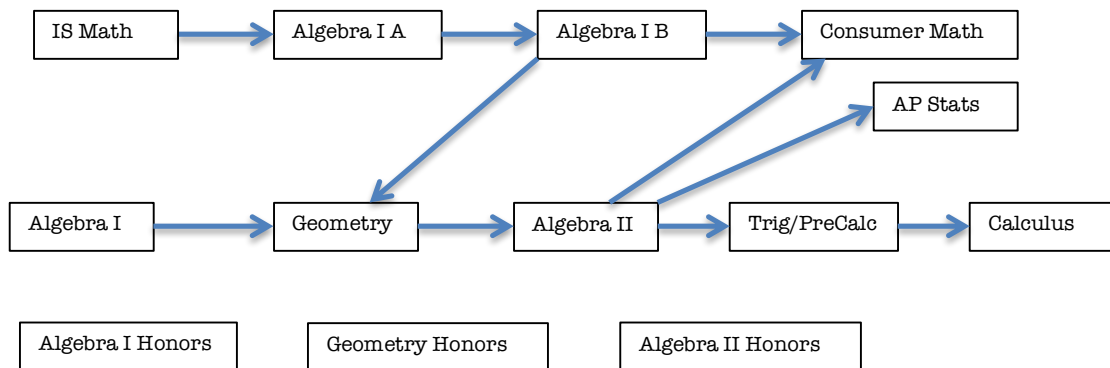 IS Math
Algebra I A
Algebra I B
Consumer Math
AP Stats
Algebra I
Geometry
Algebra II
Trig/PreCalc
Calculus
Algebra I Honors
Geometry Honors
Algebra II Honors